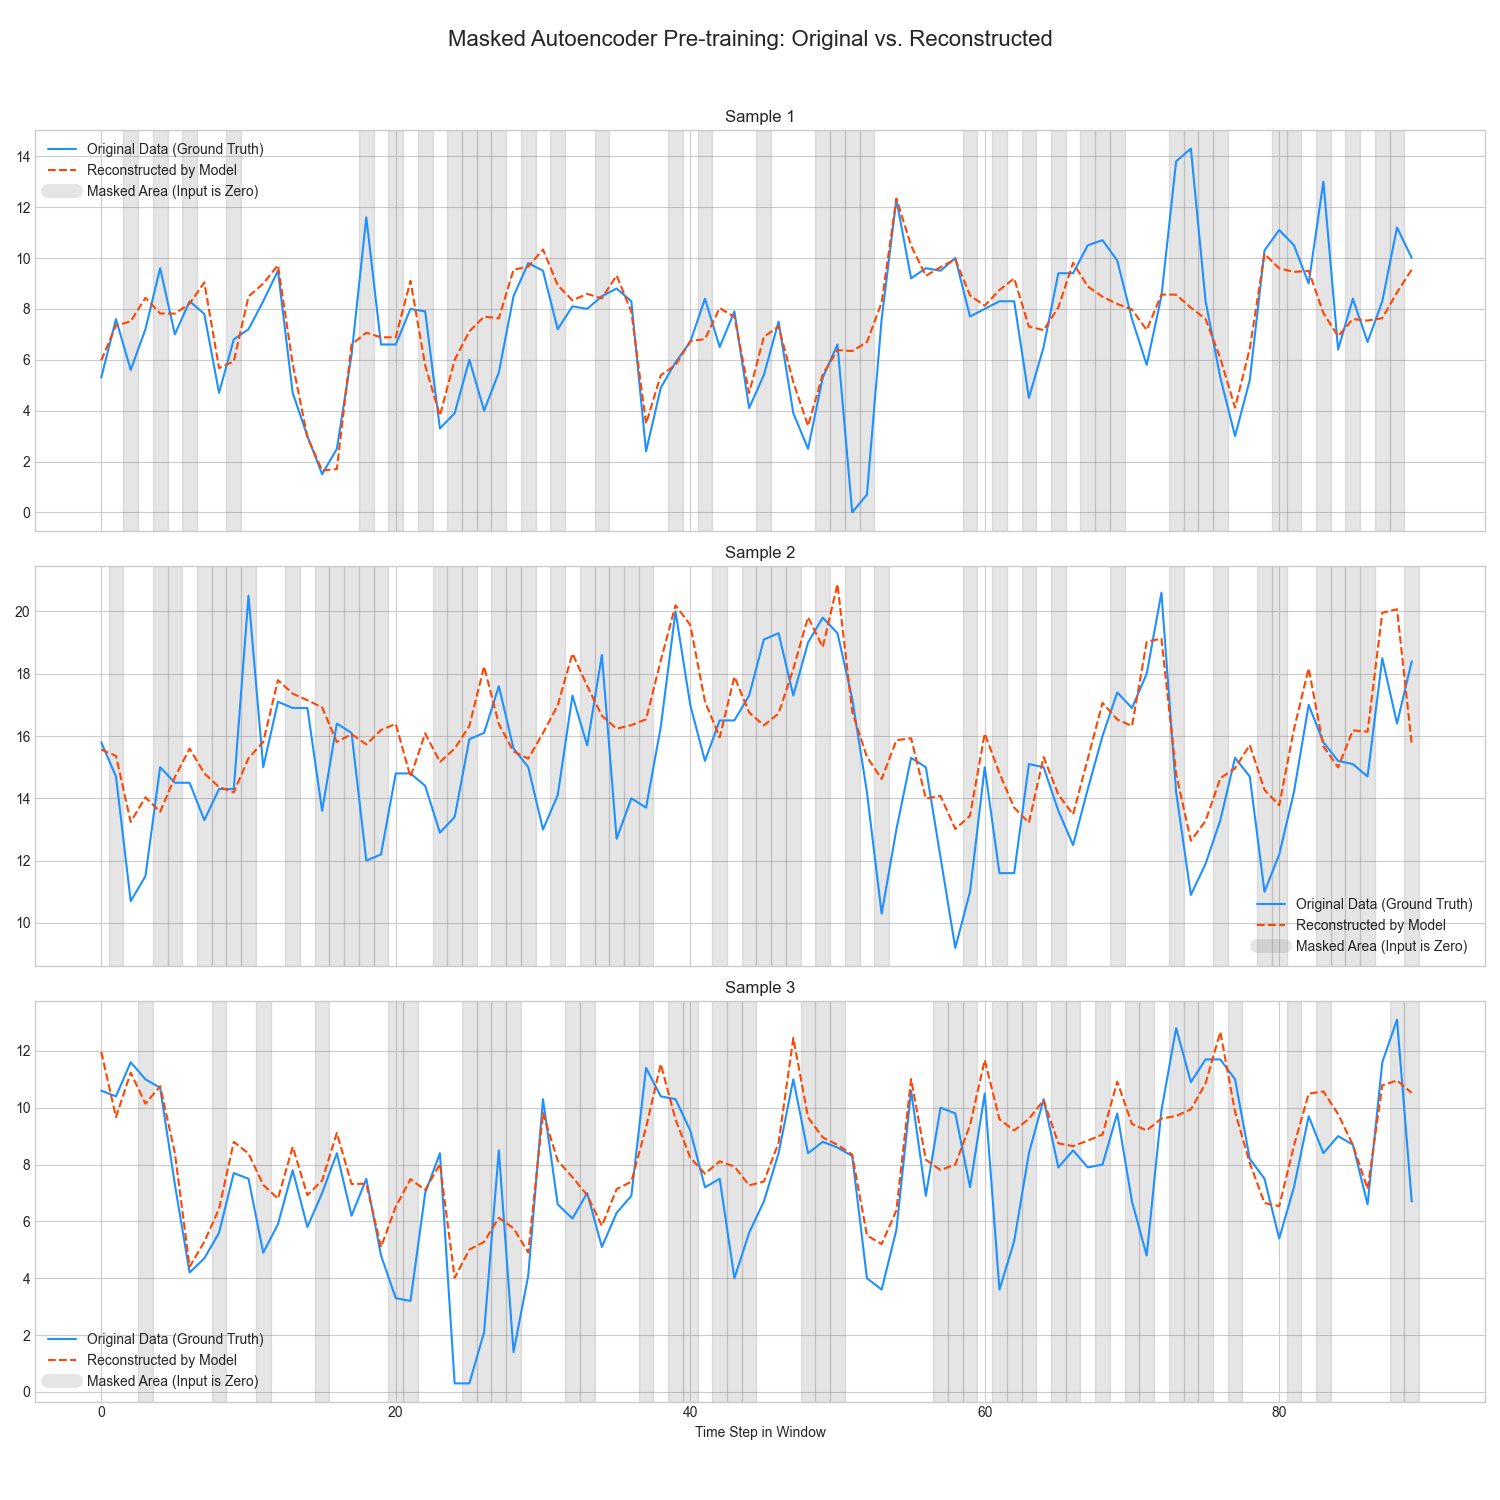 Masked Autoencoder Pre-training: Original vs. Reconstructed
Sample 1
Original Data (Ground Truth)
Reconstructed by Model
Masked Area (Input is Zero)
14
12
10
8
6
4
2
0
Sample 2
20
18
16
14
12
10
Original Data (Ground Truth)
Reconstructed by Model
Masked Area (Input is Zero)
Sample 3
12
10
8
6
4
2
0
Original Data (Ground Truth)
Reconstructed by Model
Masked Area (Input is Zero)
0 20 40 60 80
Time Step in Window